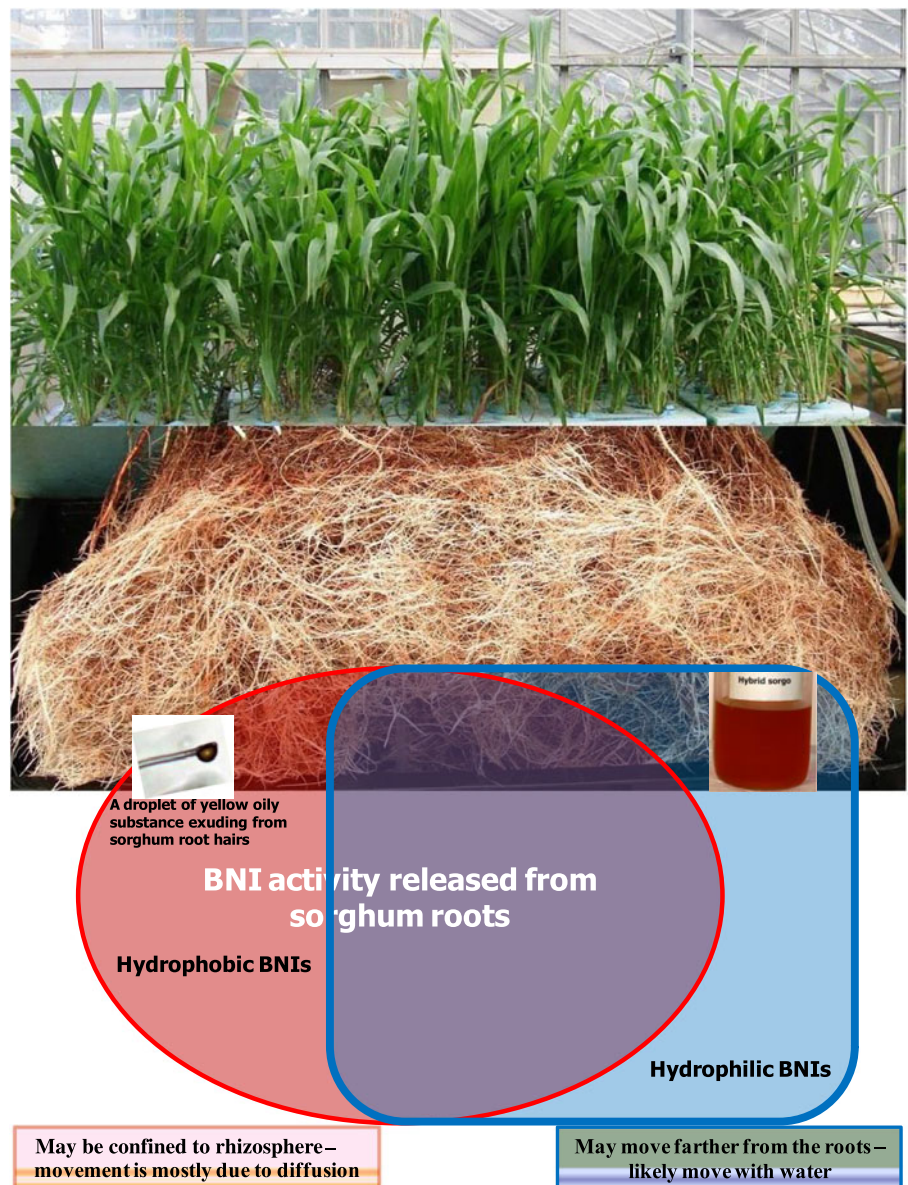 Hybrid sorgo
A droplet of yellow oily
substance exuding from
sorghum root hairs
BNI activity released from
sorghum roots
Hydrophobic BNIs
Hydrophilic BNIs
May be confined to rhizosphere–
movement is mostly due to diffusion
May move farther from the roots–
likely move with water